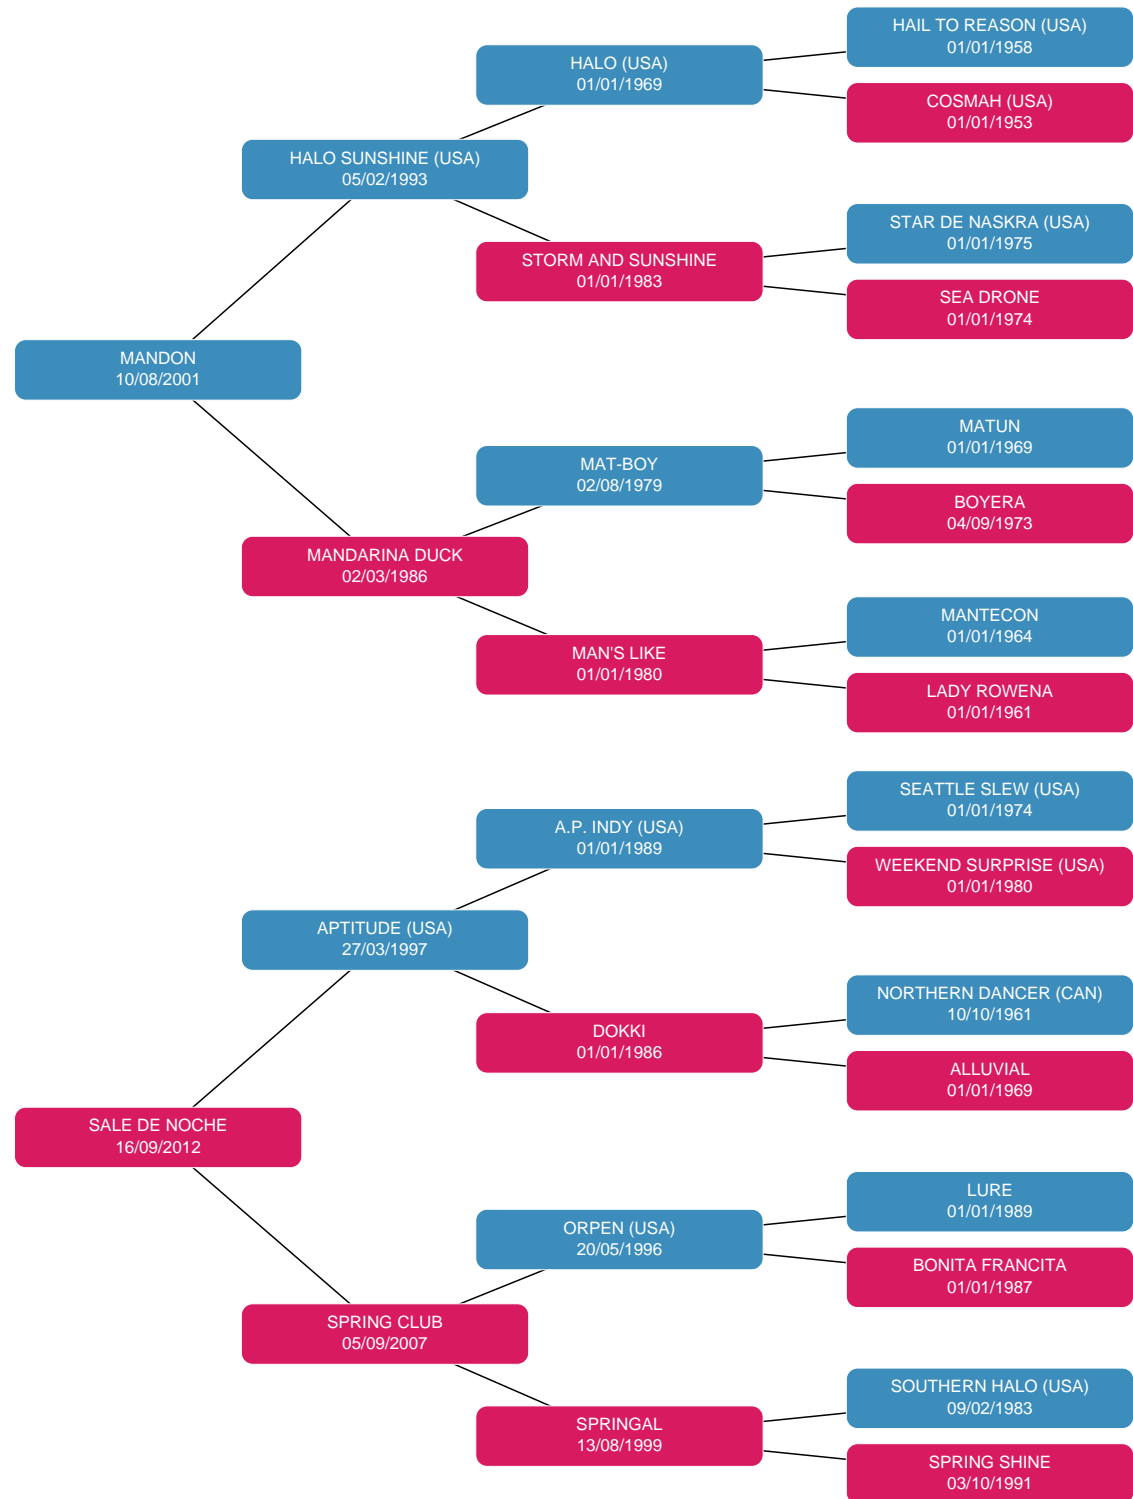 HAIL TO REASON (USA)
01/01/1958
HALO (USA)
01/01/1969
COSMAH (USA)
01/01/1953
HALO SUNSHINE (USA)
05/02/1993
STAR DE NASKRA (USA)
01/01/1975
STORM AND SUNSHINE
01/01/1983
SEA DRONE
01/01/1974
MANDON
10/08/2001
MATUN
01/01/1969
MAT-BOY
02/08/1979
BOYERA
04/09/1973
MANDARINA DUCK
02/03/1986
MANTECON
01/01/1964
MAN'S LIKE
01/01/1980
LADY ROWENA
01/01/1961
SEATTLE SLEW (USA)
01/01/1974
A.P. INDY (USA)
01/01/1989
WEEKEND SURPRISE (USA)
01/01/1980
APTITUDE (USA)
27/03/1997
NORTHERN DANCER (CAN)
10/10/1961
DOKKI
01/01/1986
ALLUVIAL
01/01/1969
SALE DE NOCHE
16/09/2012
LURE
01/01/1989
ORPEN (USA)
20/05/1996
BONITA FRANCITA
01/01/1987
SPRING CLUB
05/09/2007
SOUTHERN HALO (USA)
09/02/1983
SPRINGAL
13/08/1999
SPRING SHINE
03/10/1991